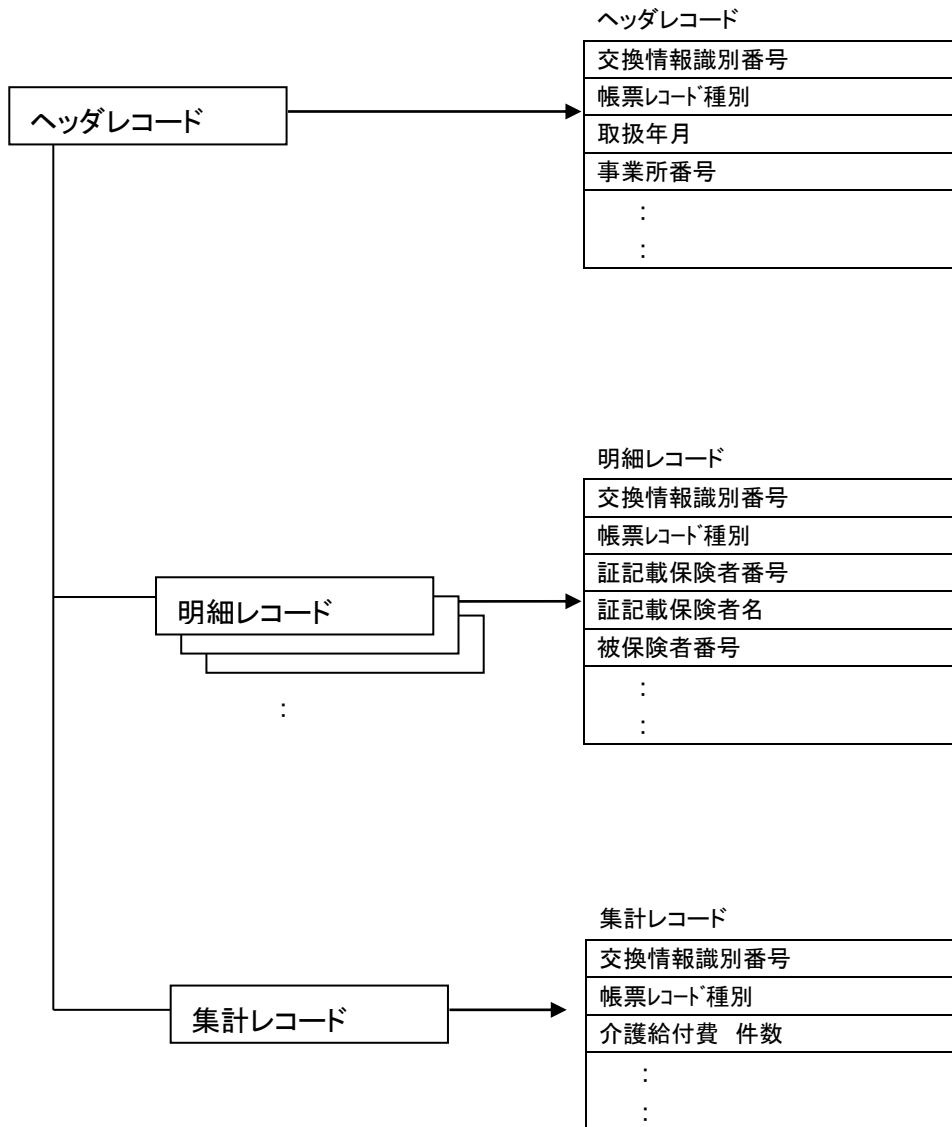 ヘッダレコード
交換情報識別番号
帳票ﾚｺｰﾄﾞ種別
取扱年月
事業所番号
:
:
ヘッダレコード
明細レコード
交換情報識別番号
帳票ﾚｺｰﾄﾞ種別
証記載保険者番号
証記載保険者名
被保険者番号
:
:
明細レコード
:
集計レコード
交換情報識別番号
帳票ﾚｺｰﾄﾞ種別
介護給付費　件数
:
:
集計レコード